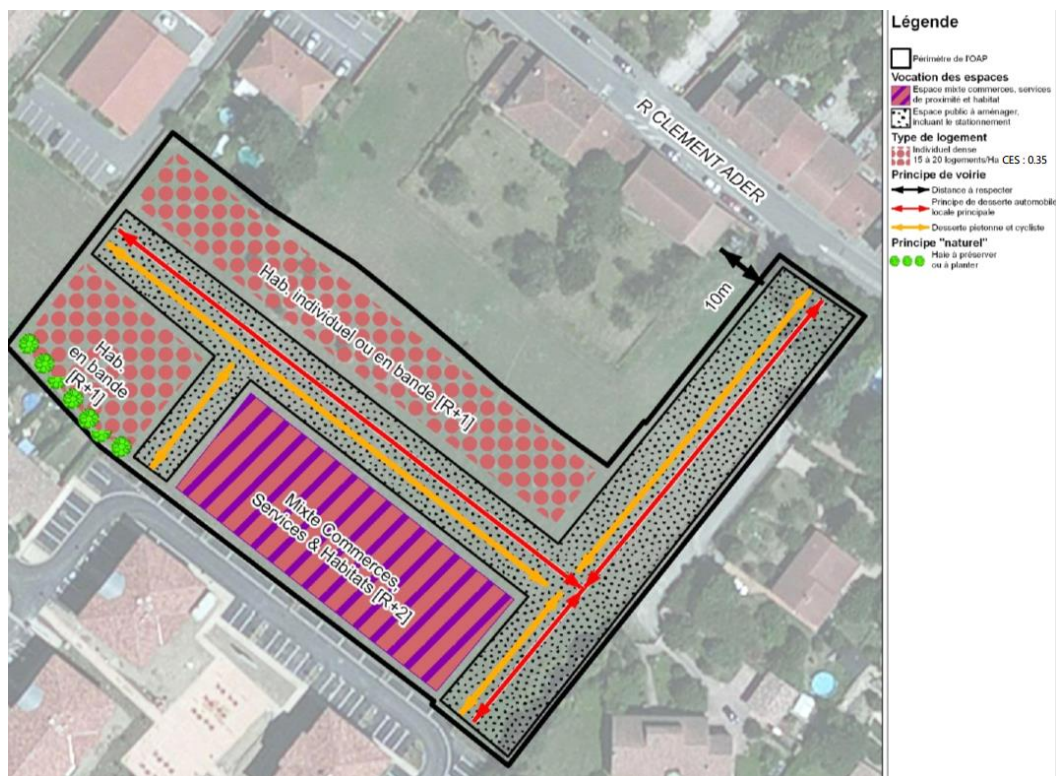 R CLEMENT ADER
10m
Hab. individuel ou en bande [R+1]
Hab.
en bande
[R+1]
Mixte Commerces,
Services & Habitats [R+2]
Légende
Périmètre de l'OAP
Vocation des espaces
Espace mixte commerces, services
de proximité et habitat
Espace public à aménager,
incluant le stationnement
Type de logement
Individuel dense
15 à 20 logements/Ha CES : 0.35
Principe de voirie
Distance à respecter
Principe de desserte automobile
locale principale
Desserte piétonne et cycliste
Principe "naturel"
Haie à préserver
ou à planter